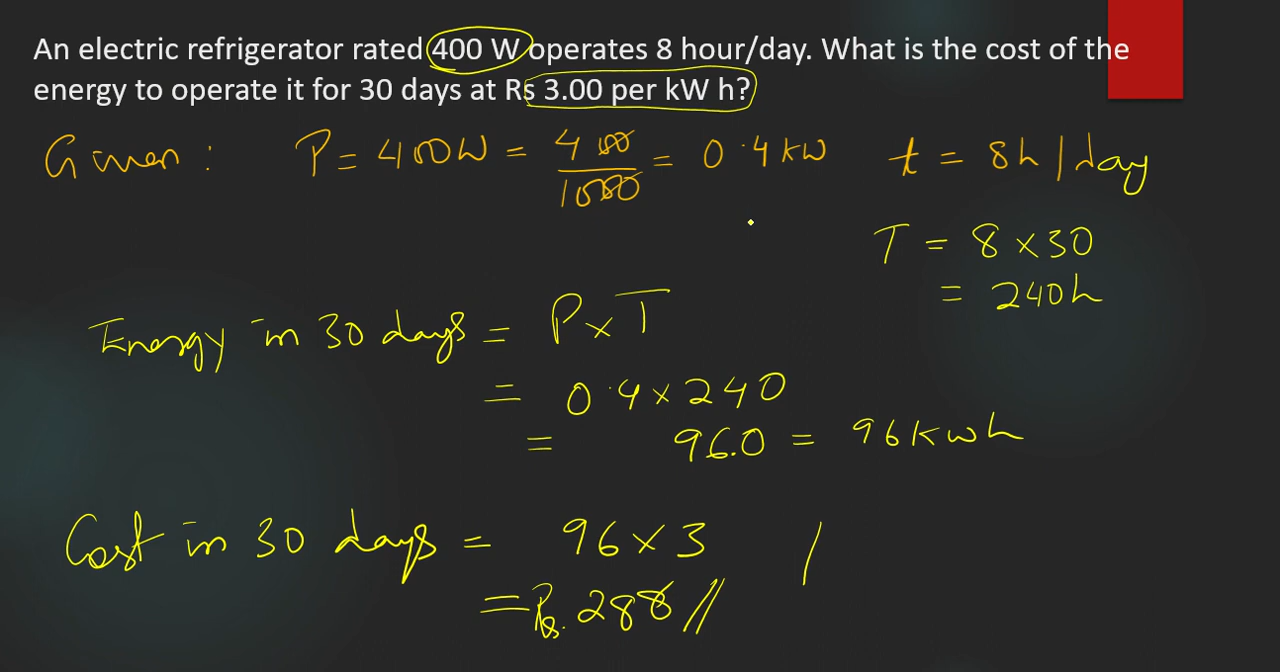 An electric refrigerator rated 400 W operates 8 hour/day. What is the cost of the
energy to operate it for 30 days at Rs 3.00 per kW h?
Given : P = 400W = 400/1000 = 0.4 kW t = 8h/day
T = 8 × 30
= 240h
Energy in 30 days = P × T
= 0.4 × 240
= 96.0 = 96 kwh
Cost in 30 days = 96 × 3 /
= Rs. 288 //